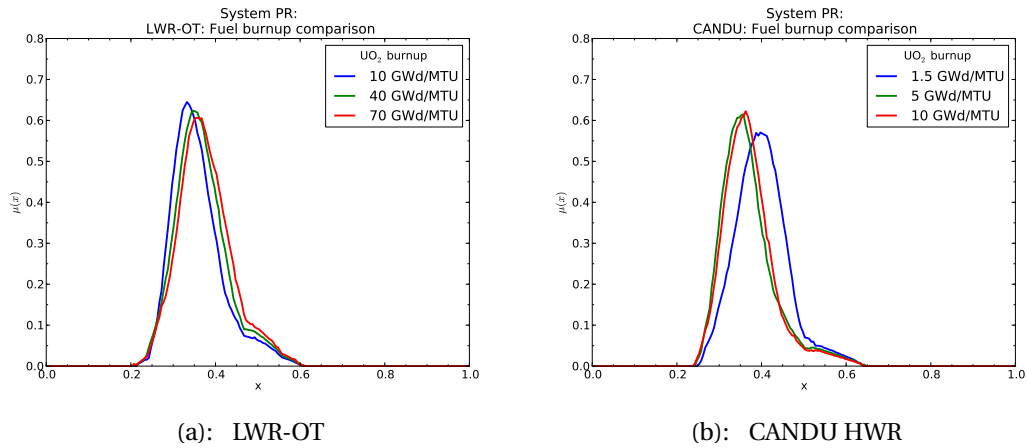 System PR:
LWR-OT: Fuel burnup comparison
0.8
0.7
0.6
0.5
0.4
0.3
0.2
0.1
0.0
μ(x)
UO₂ burnup
10 GWd/MTU
40 GWd/MTU
70 GWd/MTU
0.0 0.2 0.4 0.6 0.8 1.0
x
(a): LWR-OT
System PR:
CANDU: Fuel burnup comparison
0.8
0.7
0.6
0.5
0.4
0.3
0.2
0.1
0.0
μ(x)
UO₂ burnup
1.5 GWd/MTU
5 GWd/MTU
10 GWd/MTU
0.0 0.2 0.4 0.6 0.8 1.0
x
(b): CANDU HWR